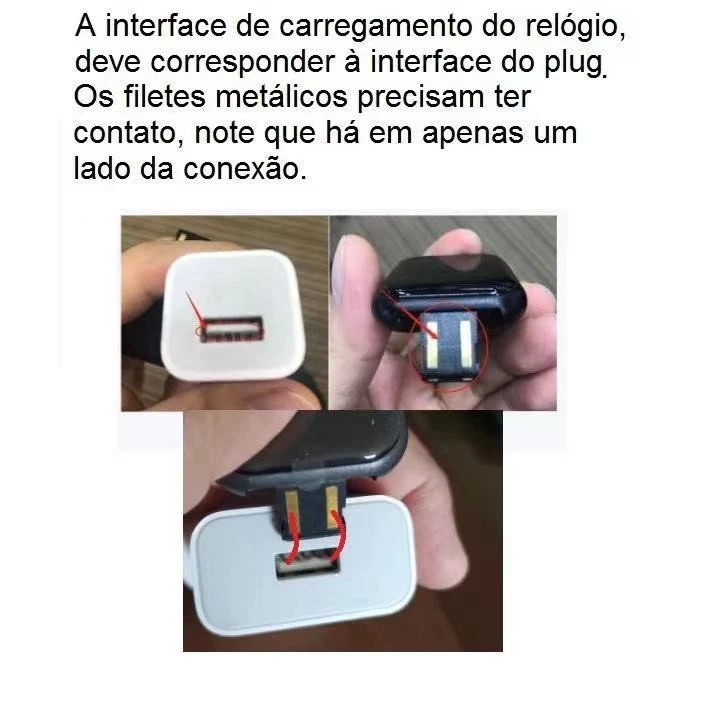 A interface de carregamento do relógio,
deve corresponder à interface do plug.
Os filetes metálicos precisam ter
contato, note que há em apenas um
lado da conexão.